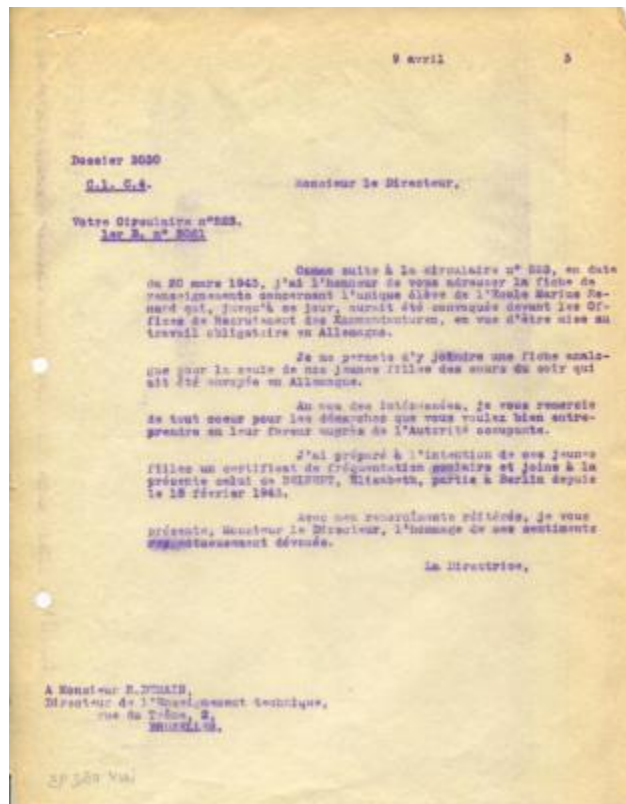 9 avril 3
Dossier 3030
C.1. C.4.
Monsieur le Directeur,
Votre Circulaire n°223.
1er B. n°
Comme suite à la circulaire n° 223, en date
du 20 mars 1943, j'ai l'honneur de vous adresser la fiche de
renseignements concernant l'unique élève de l'Ecole Marius Re-
nard qui, jusqu'à ce jour, aurait été convoquée devant les Of-
fices de Recrutement des Kommandanturen, en vue d'être mise au
travail obligatoire en Allemagne.
Je me permets d'y joindre une fiche analo-
gue pour la seule de nos jeunes filles des cours du soir qui
ait été envoyée en Allemagne.
Au nom des intéressées, je vous remercie
de tout coeur pour les démarches que vous voulez bien entre-
prendre en leur faveur auprès de l'Autorité occupante.
J'ai préparé à l'intention de ces jeunes
filles un certificat de fréquentation scolaire et joins à la
présente celui de Elisabeth, partie à Berlin depuis
le 18 février 1943.
Avec mes remerciements réitérés, je vous
présente, Monsieur le Directeur, l'hommage de mes sentiments
respectueusement dévoués.
La Directrice,
A Monsieur
Directeur de l'Enseignement technique,
rue du Trône, 2,
BRUXELLES.